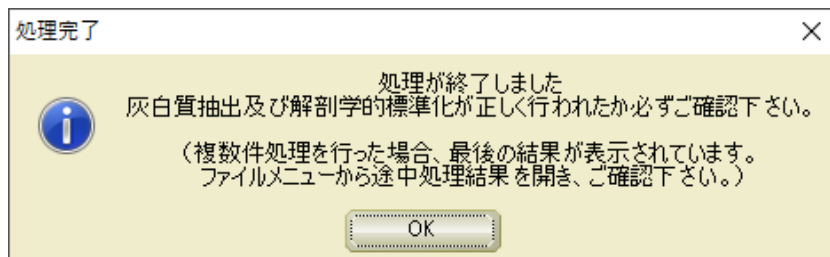 処理完了
処理が終了しました
灰白質抽出及び解剖学的標準化が正しく行われたか必ずご確認下さい。
（複数件処理を行った場合、最後の結果が表示されています。
ファイルメニューから途中処理結果を開き、ご確認下さい。）
OK